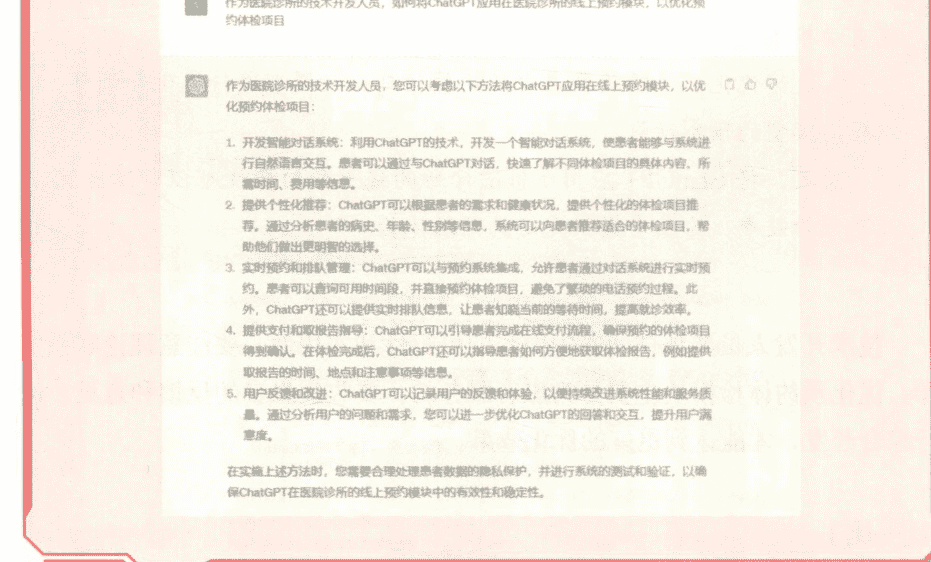 作为医院诊所的技术开发人员，如何将ChatGPT应用在医院诊所的线上预约模块，以优化预
约体检项目
作为医院诊所的技术开发人员，您可以考虑以下方法将ChatGPT应用在线上预约模块，以优
化预约体检项目：
1. 开发智能对话系统：利用ChatGPT的技术，开发一个智能对话系统，使患者能够与系统进
行自然语言交互。患者可以通过与ChatGPT对话，快速了解不同体检项目的具体内容、所
需时间、费用等信息。
2. 提供个性化推荐：ChatGPT可以根据患者的需求和健康状况，提供个性化的体检项目推
荐。通过分析患者的病史、年龄、性别等信息，系统可以向患者推荐适合的体检项目，帮
助他们做出更明智的选择。
3. 实时预约和排队管理：ChatGPT可以与预约系统集成，允许患者通过对话系统进行实时预
约。患者可以查询可用时间段，并直接预约体检项目，避免了繁琐的电话预约过程。此
外，ChatGPT还可以提供实时排队信息，让患者知晓当前的等待时间，提高就诊效率。
4. 提供支付和取报告指导：ChatGPT可以引导患者完成在线支付流程，确保预约的体检项目
得到确认。在体检完成后，ChatGPT还可以指导患者如何方便地获取体检报告，例如提供
取报告的时间、地点和注意事项等信息。
5. 用户反馈和改进：ChatGPT可以记录用户的反馈和体验，以便持续改进系统性能和服务质
量。通过分析用户的问题和需求，您可以进一步优化ChatGPT的回答和交互，提升用户满
意度。
在实施上述方法时，您需要合理处理患者数据的隐私保护，并进行系统的测试和验证，以确
保ChatGPT在医院诊所的线上预约模块中的有效性和稳定性。